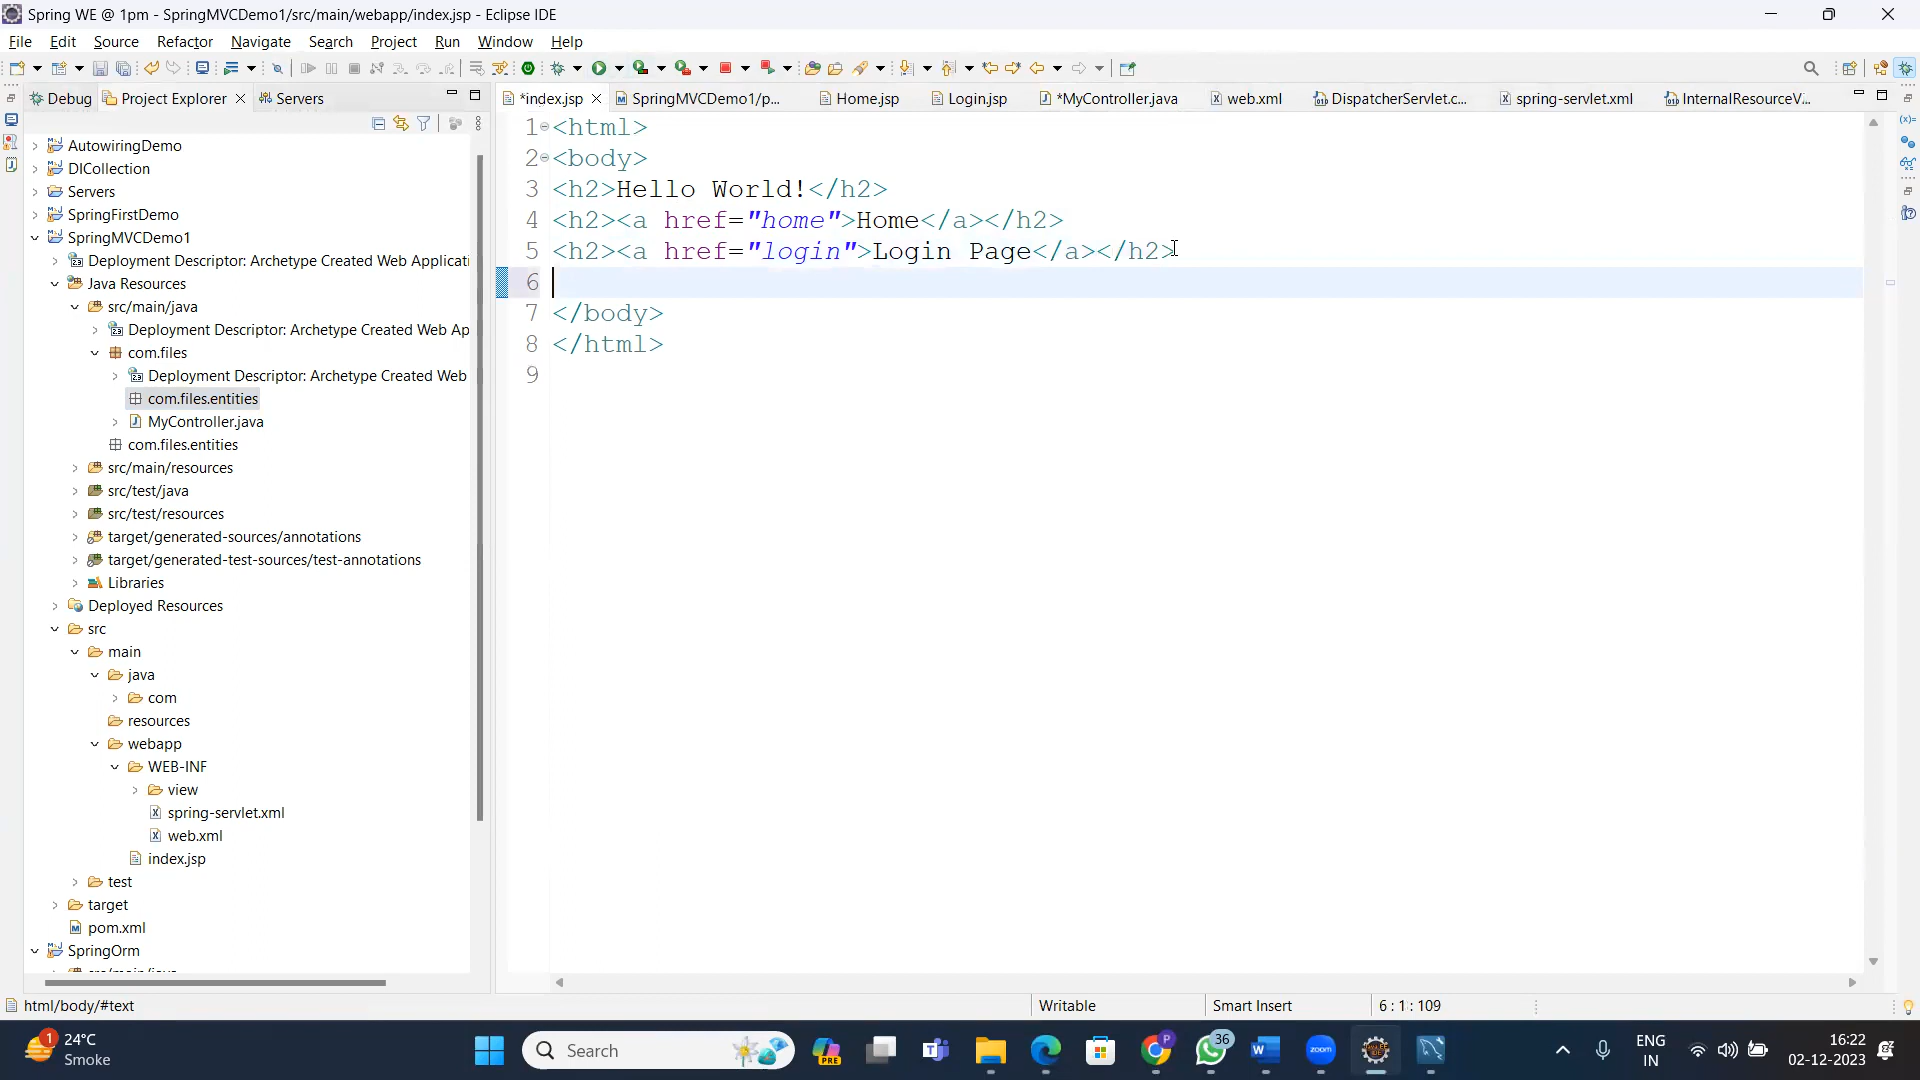 Spring WE @ 1pm - SpringMVCDemo1/src/main/webapp/index.jsp - Eclipse IDE
File Edit Source Refactor Navigate Search Project Run Window Help
Debug Project Explorer Servers
*index.jsp SpringMVCDemo1/p... Home.jsp Login.jsp *MyController.java web.xml DispatcherServlet.c... spring-servlet.xml InternalResourceV...
AutowiringDemo
DICollection
Servers
SpringFirstDemo
SpringMVCDemo1
Deployment Descriptor: Archetype Created Web Applicati
Java Resources
src/main/java
Deployment Descriptor: Archetype Created Web Ap
com.files
Deployment Descriptor: Archetype Created Web
com.files.entities
MyController.java
com.files.entities
src/main/resources
src/test/java
src/test/resources
target/generated-sources/annotations
target/generated-test-sources/test-annotations
Libraries
Deployed Resources
src
main
java
com
resources
webapp
WEB-INF
view
spring-servlet.xml
web.xml
index.jsp
test
target
pom.xml
SpringOrm
1 <html>
2 <body>
3 <h2>Hello World!</h2>
4 <h2><a href="home">Home</a></h2>
5 <h2><a href="login">Login Page</a></h2>
6
7 </body>
8 </html>
9
html/body/#text Writable Smart Insert 6 : 1 : 109
1 24°C
Smoke
Search
PRE
36
zoom
ENG
IN
16:22
02-12-2023